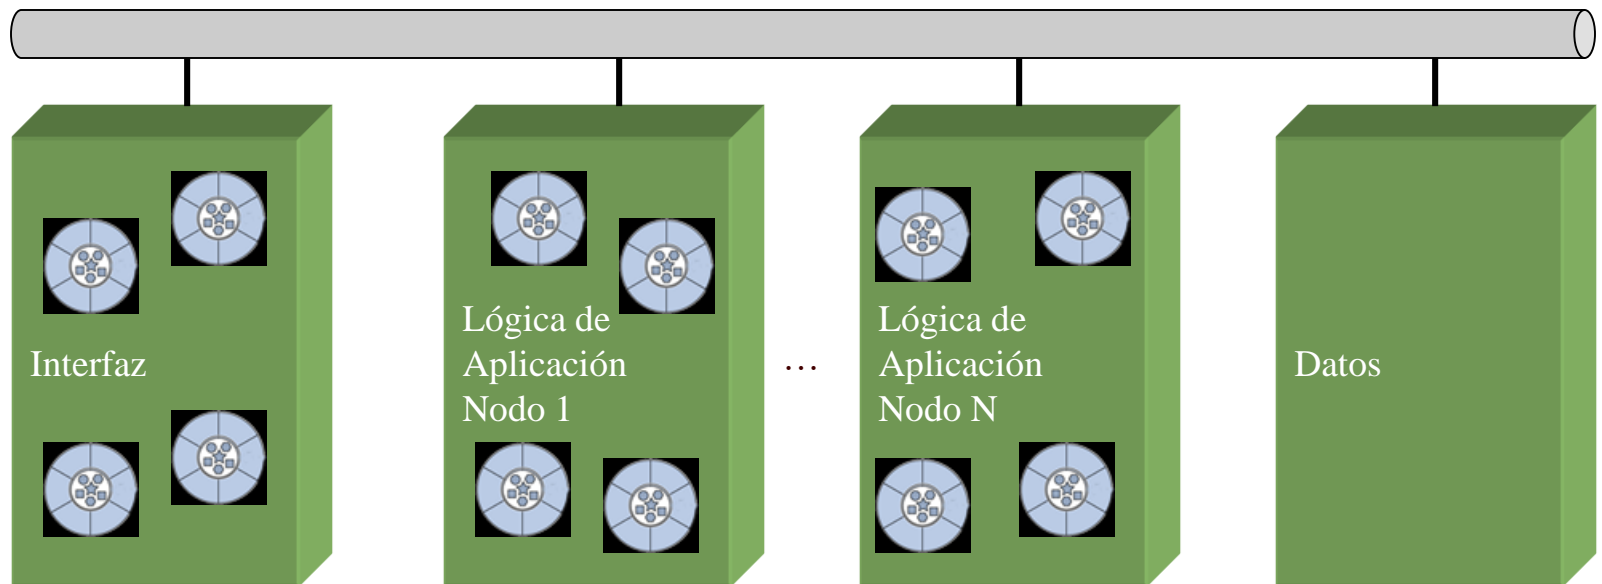 Interfaz
Lógica de
Aplicación
Nodo 1
…
Lógica de
Aplicación
Nodo N
Datos